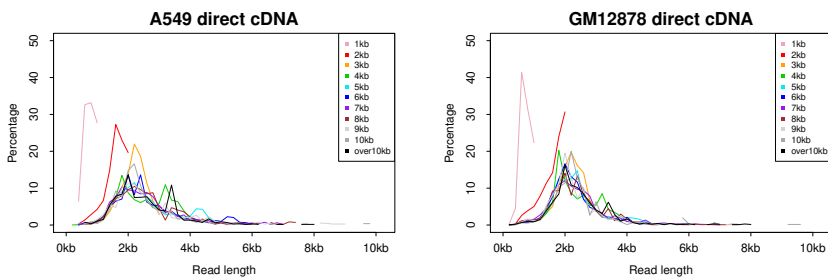 A549 direct cDNA
50
40
30
20
10
0
Percentage
0kb 2kb 4kb 6kb 8kb 10kb
Read length
1kb
2kb
3kb
4kb
5kb
6kb
7kb
8kb
9kb
10kb
over10kb
GM12878 direct cDNA
50
40
30
20
10
0
Percentage
0kb 2kb 4kb 6kb 8kb 10kb
Read length
1kb
2kb
3kb
4kb
5kb
6kb
7kb
8kb
9kb
10kb
over10kb